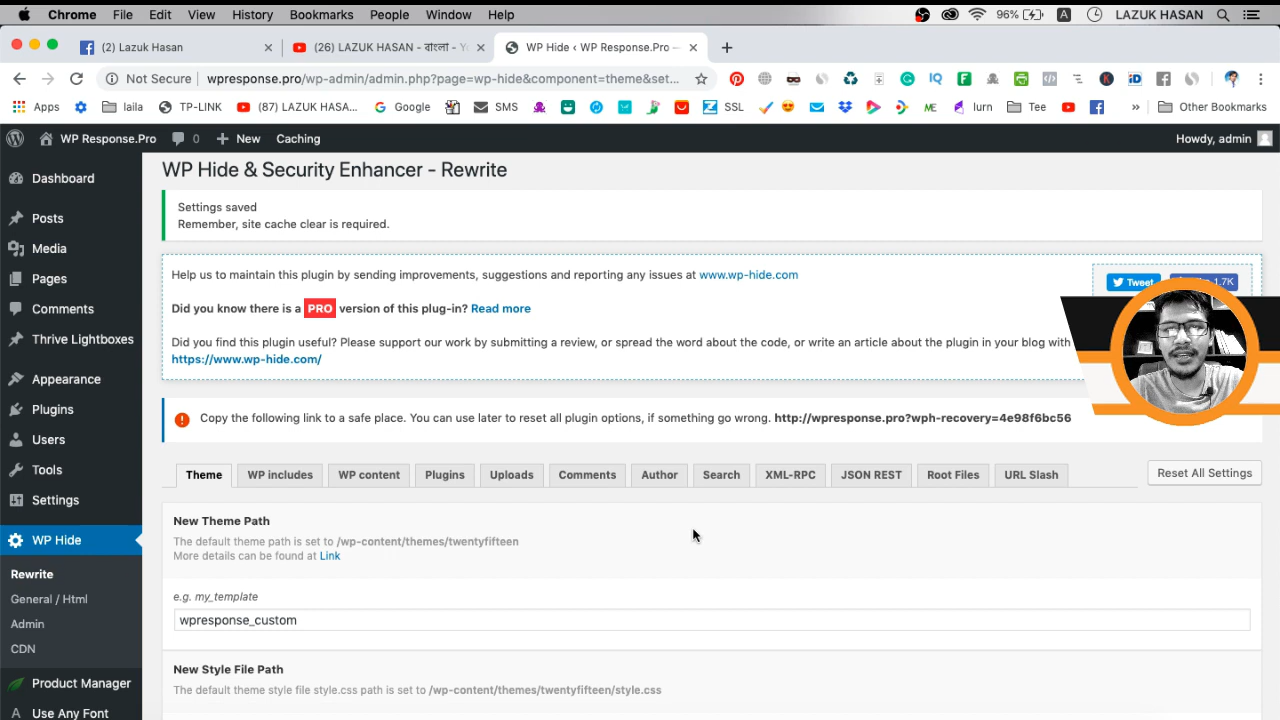 Chrome File Edit View History Bookmarks People Window Help 96% A LAZUK HASAN
(2) Lazuk Hasan
(26) LAZUK HASAN - বাংলা -
WP Hide ‹ WP Response.Pro —
Not Secure wpresponse.pro/wp-admin/admin.php?page=wp-hide&component=theme&set...
Apps laila TP-LINK (87) LAZUK HASA... Google SMS SSL ME lurn Tee » Other Bookmarks
WP Response.Pro 0 New Caching Howdy, admin
Dashboard
Posts
Media
Pages
Comments
Thrive Lightboxes
Appearance
Plugins
Users
Tools
Settings
WP Hide
Rewrite
General / Html
Admin
CDN
Product Manager
Use Any Font
WP Hide & Security Enhancer - Rewrite
Settings saved
Remember, site cache clear is required.
Help us to maintain this plugin by sending improvements, suggestions and reporting any issues at www.wp-hide.com
Tweet 1.7K
Did you know there is a PRO version of this plug-in? Read more
Did you find this plugin useful? Please support our work by submitting a review, or spread the word about the code, or write an article about the plugin in your blog with
https://www.wp-hide.com/
Copy the following link to a safe place. You can use later to reset all plugin options, if something go wrong. http://wpresponse.pro?wph-recovery=4e98f6bc56
Theme WP includes WP content Plugins Uploads Comments Author Search XML-RPC JSON REST Root Files URL Slash Reset All Settings
New Theme Path
The default theme path is set to /wp-content/themes/twentyfifteen
More details can be found at Link
e.g. my_template
wpresponse_custom
New Style File Path
The default theme style file style.css path is set to /wp-content/themes/twentyfifteen/style.css